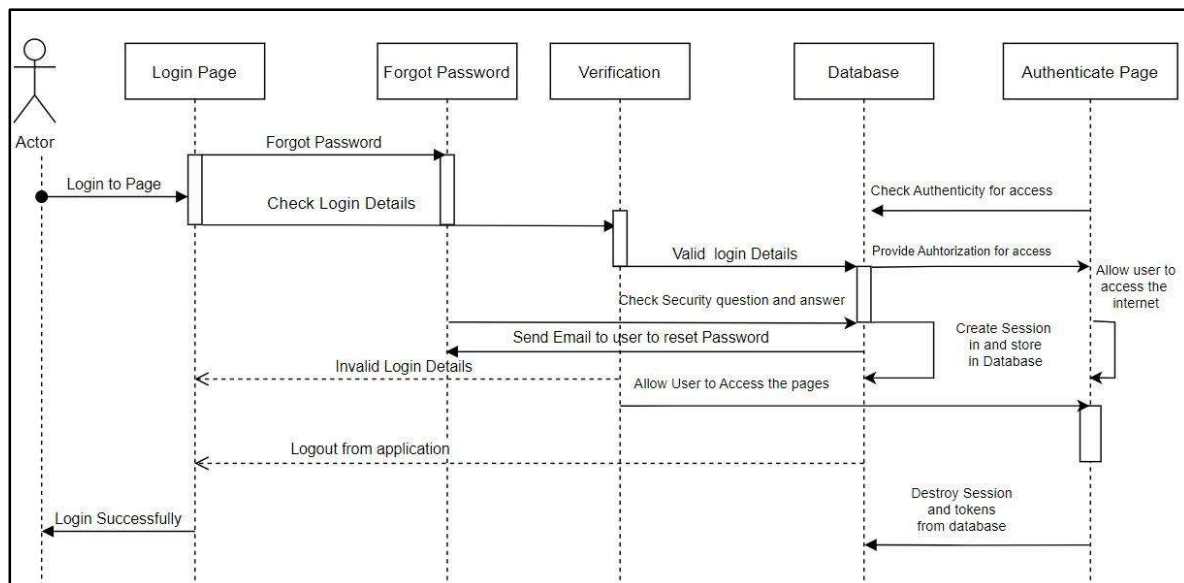 Login Page
Forgot Password
Verification
Database
Authenticate Page
Actor
Forgot Password
Login to Page
Check Authenticity for access
Check Login Details
Valid login Details
Provide Auhtorization for access
Allow user to
access the
internet
Check Security question and answer
Create Session
in and store
in Database
Send Email to user to reset Password
Invalid Login Details
Allow User to Access the pages
Logout from application
Destroy Session
and tokens
from database
Login Successfully